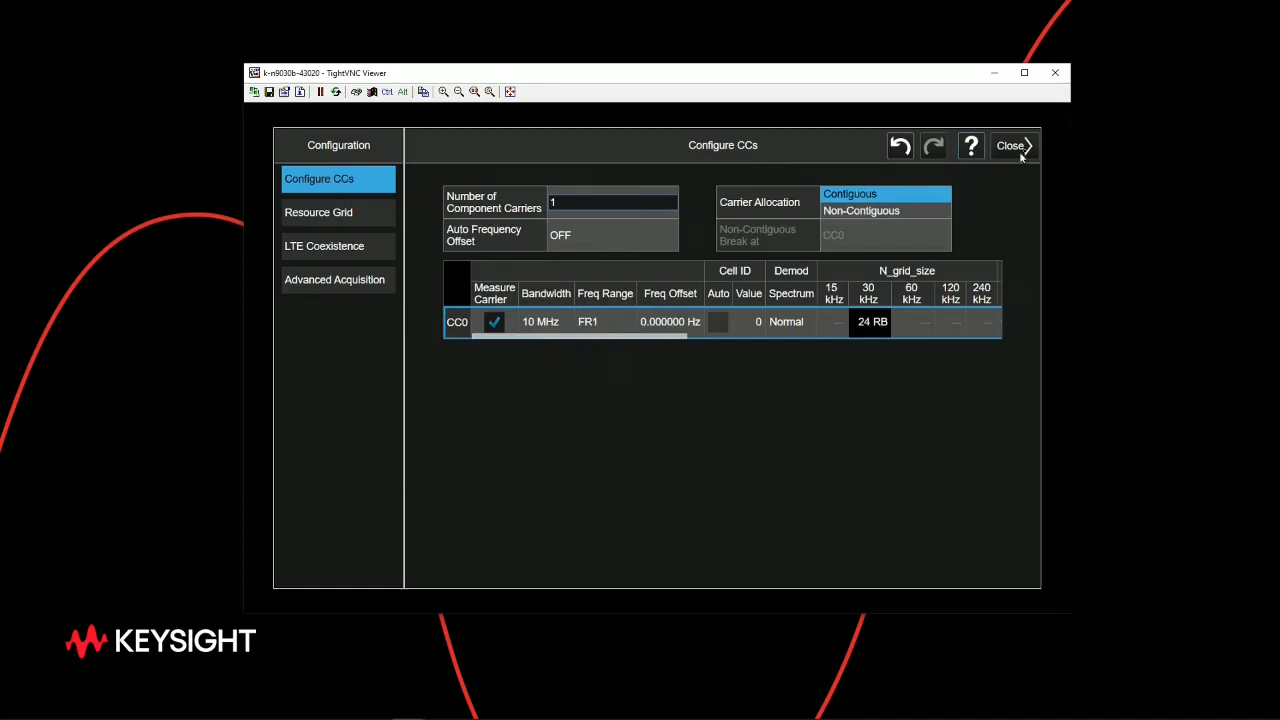 k-n9030b-43020 - TightVNC Viewer
Ctrl Alt
Configuration
Configure CCs
Close
Configure CCs
Resource Grid
LTE Coexistence
Advanced Acquisition
Number of
Component Carriers
1
Auto Frequency
Offset
OFF
Carrier Allocation
Contiguous
Non-Contiguous
Non-Contiguous
Break at
CC0
Cell ID
Demod
N_grid_size
Measure
Carrier
Bandwidth
Freq Range
Freq Offset
Auto
Value
Spectrum
15
kHz
30
kHz
60
kHz
120
kHz
240
kHz
CC0
10 MHz
FR1
0.000000 Hz
0
Normal
---
24 RB
---
---
---
KEYSIGHT